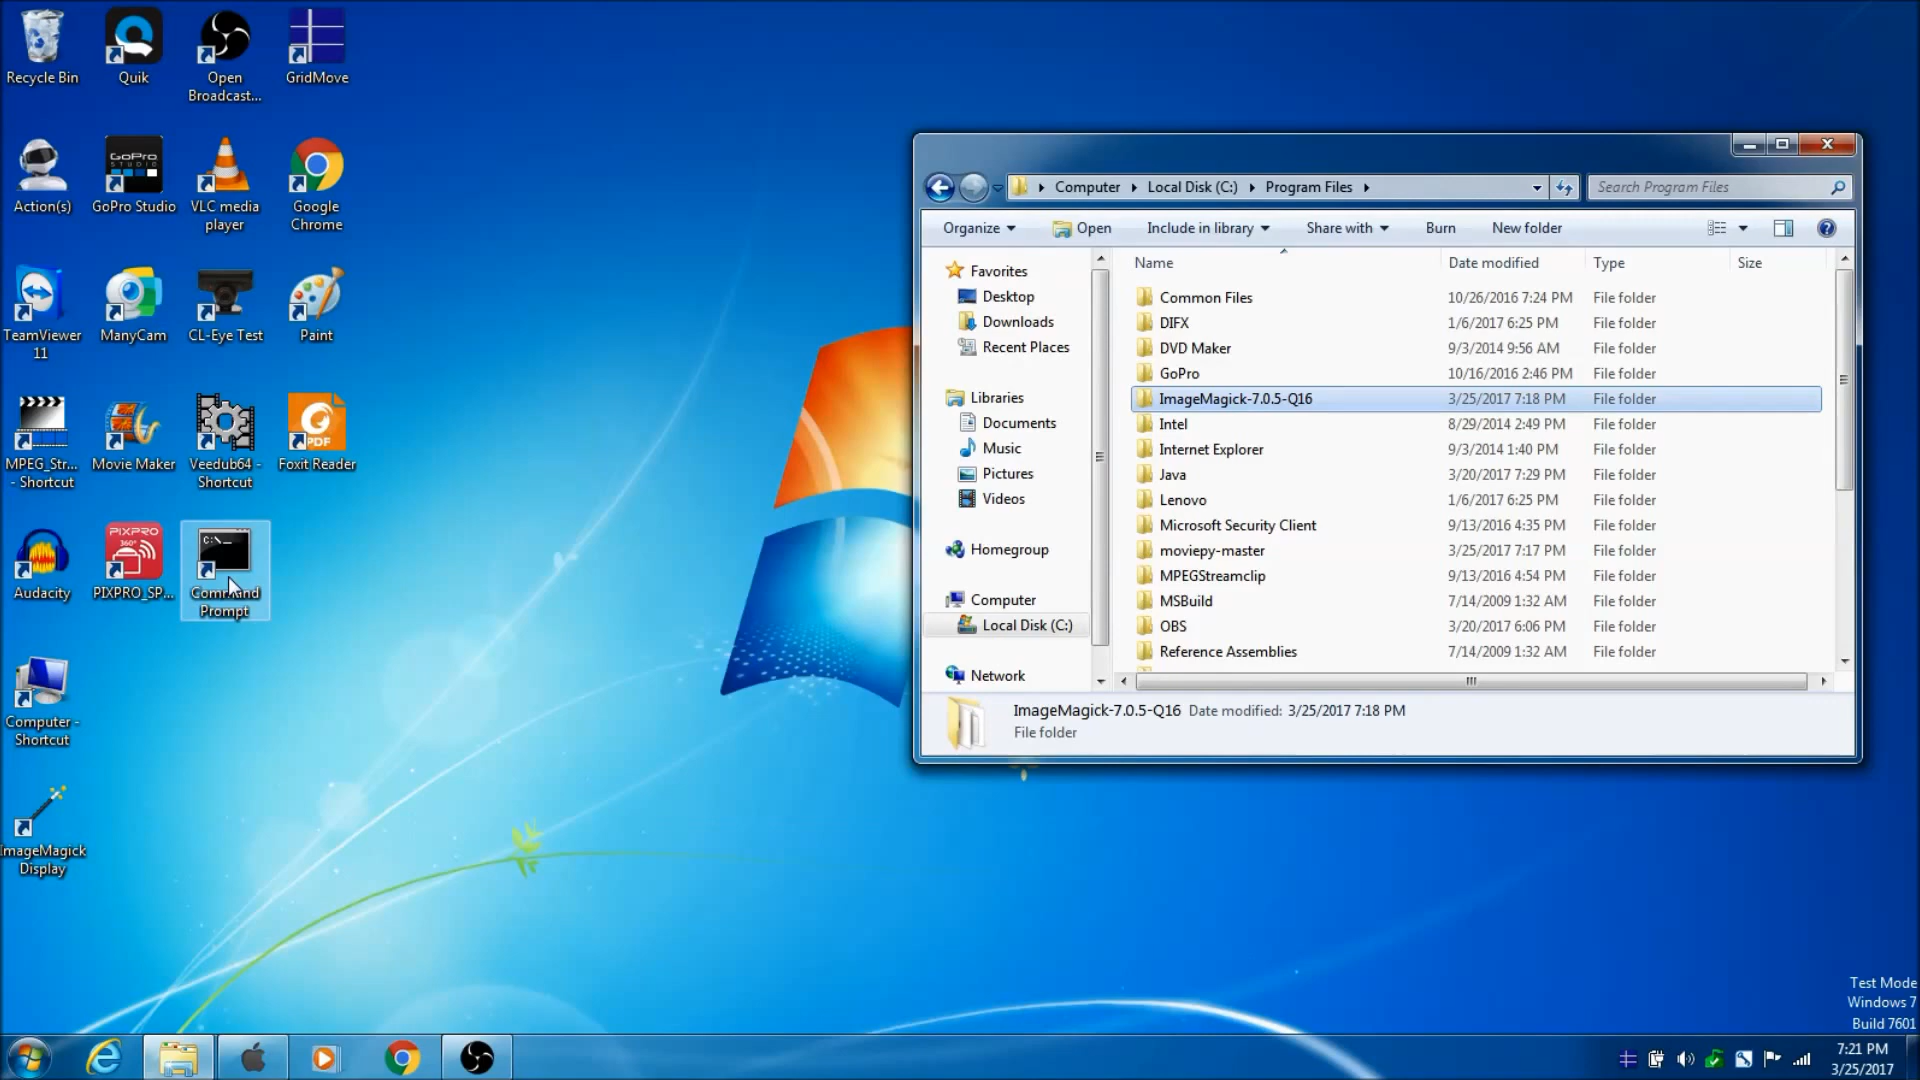 Recycle Bin
Quik
Open
Broadcast...
GridMove
Action(s)
GoPro
STUDIO
GoPro Studio
VLC media
player
Google
Chrome
TeamViewer
11
ManyCam
CL-Eye Test
Paint
MPEG_Str...
- Shortcut
Movie Maker
Veedub64 -
Shortcut
PDF
Foxit Reader
Audacity
PIXPRO
360°
PIXPRO_SP...
C:\_
Command
Prompt
Computer -
Shortcut
ImageMagick
Display
Computer
Local Disk (C:)
Program Files
Search Program Files
Organize
Open
Include in library
Share with
Burn
New folder
Favorites
Desktop
Downloads
Recent Places
Libraries
Documents
Music
Pictures
Videos
Homegroup
Computer
Local Disk (C:)
Network
Name Date modified Type Size
Common Files 10/26/2016 7:24 PM File folder
DIFX 1/6/2017 6:25 PM File folder
DVD Maker 9/3/2014 9:56 AM File folder
GoPro 10/16/2016 2:46 PM File folder
ImageMagick-7.0.5-Q16 3/25/2017 7:18 PM File folder
Intel 8/29/2014 2:49 PM File folder
Internet Explorer 9/3/2014 1:40 PM File folder
Java 3/20/2017 7:29 PM File folder
Lenovo 1/6/2017 6:25 PM File folder
Microsoft Security Client 9/13/2016 4:35 PM File folder
moviepy-master 3/25/2017 7:17 PM File folder
MPEGStreamclip 9/13/2016 4:54 PM File folder
MSBuild 7/14/2009 1:32 AM File folder
OBS 3/20/2017 6:06 PM File folder
Reference Assemblies 7/14/2009 1:32 AM File folder
ImageMagick-7.0.5-Q16 Date modified: 3/25/2017 7:18 PM
File folder
Test Mode
Windows 7
Build 7601
7:21 PM
3/25/2017